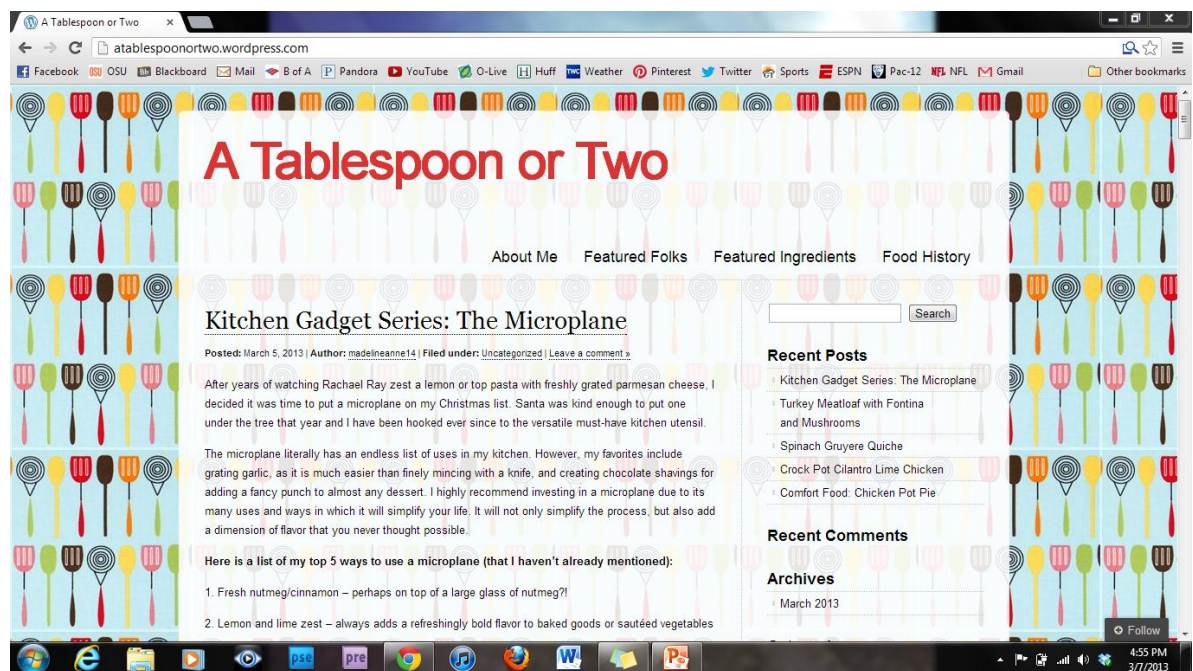 A Tablespoon or Two
atablespoonortwo.wordpress.com
Facebook OSU OSU Blackboard Mail B of A P Pandora YouTube O-Live H Huff TWC Weather Pinterest Twitter Sports ESPN Pac-12 NFL NFL Gmail Other bookmarks
A Tablespoon or Two
About Me Featured Folks Featured Ingredients Food History
Kitchen Gadget Series: The Microplane
Posted: March 5, 2013 | Author: madelineanne14 | Filed under: Uncategorized | Leave a comment »
After years of watching Rachael Ray zest a lemon or top pasta with freshly grated parmesan cheese, I
decided it was time to put a microplane on my Christmas list. Santa was kind enough to put one
under the tree that year and I have been hooked ever since to the versatile must-have kitchen utensil.
The microplane literally has an endless list of uses in my kitchen. However, my favorites include
grating garlic, as it is much easier than finely mincing with a knife, and creating chocolate shavings for
adding a fancy punch to almost any dessert. I highly recommend investing in a microplane due to its
many uses and ways in which it will simplify your life. It will not only simplify the process, but also add
a dimension of flavor that you never thought possible.
Here is a list of my top 5 ways to use a microplane (that I haven't already mentioned):
1. Fresh nutmeg/cinnamon – perhaps on top of a large glass of nutmeg?!
2. Lemon and lime zest – always adds a refreshingly bold flavor to baked goods or sautéed vegetables
Search
Recent Posts
Kitchen Gadget Series: The Microplane
Turkey Meatloaf with Fontina
and Mushrooms
Spinach Gruyere Quiche
Crock Pot Cilantro Lime Chicken
Comfort Food: Chicken Pot Pie
Recent Comments
Archives
March 2013
Follow
pse pre
4:55 PM
3/7/2013